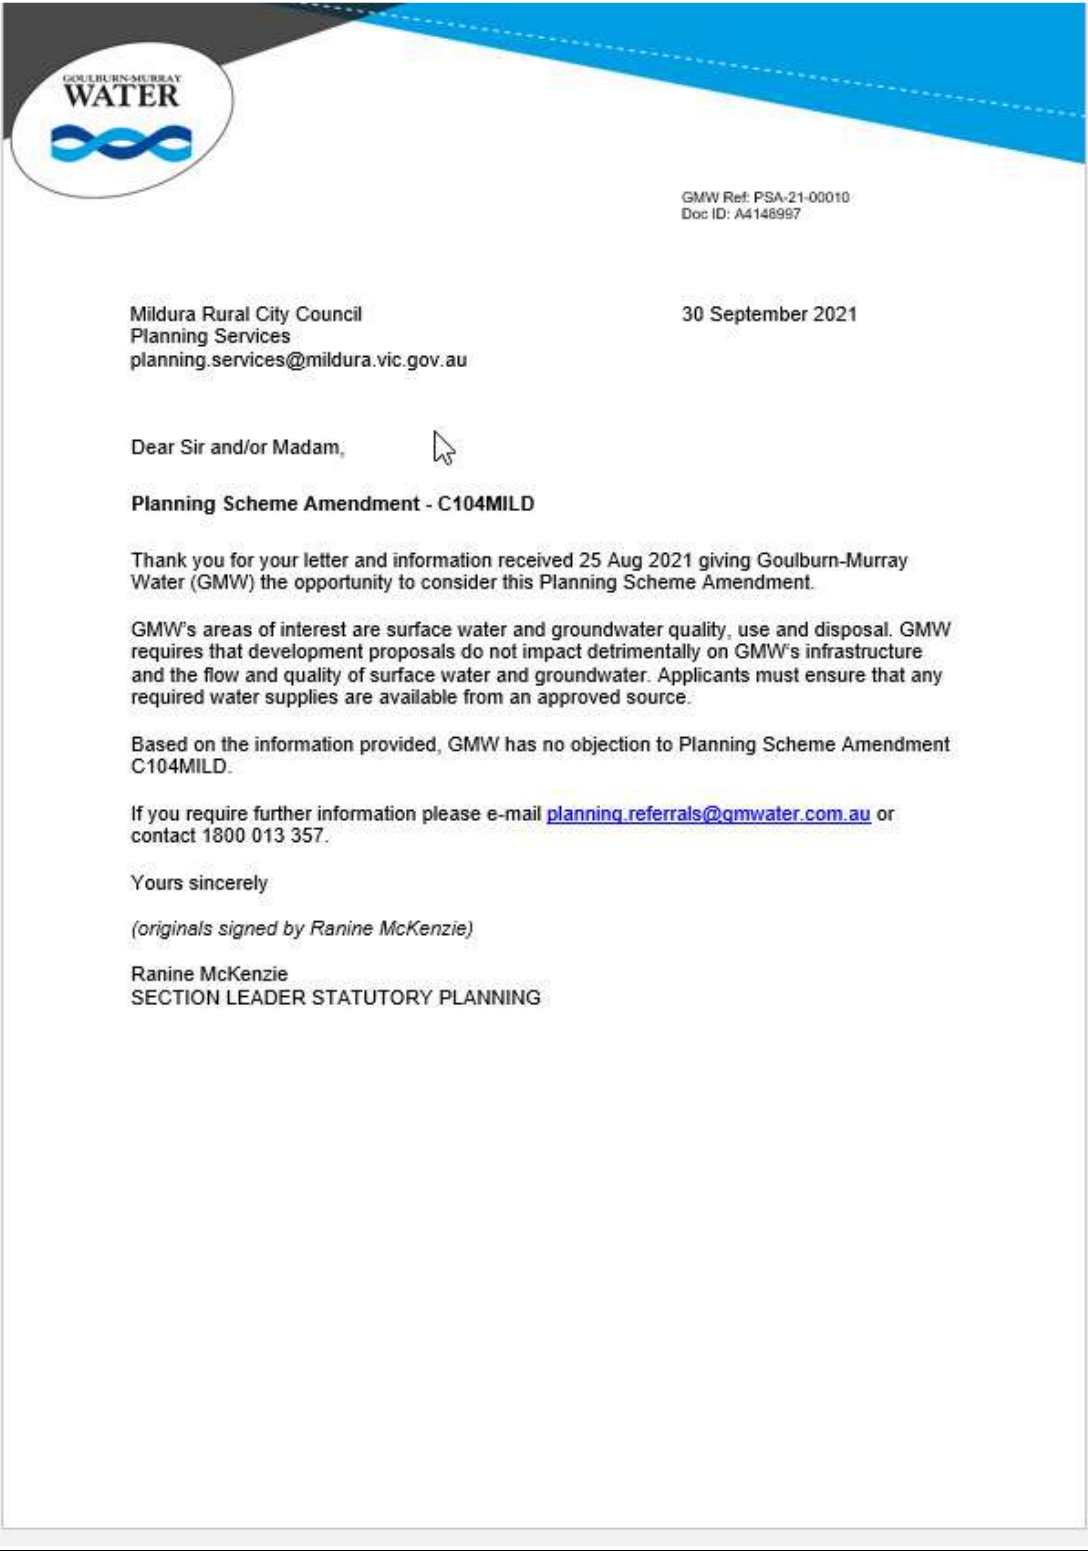 GOULBURN-MURRAY
WATER
GMW Ref: PSA-21-00010
Doc ID: A4148997
Mildura Rural City Council
30 September 2021
Planning Services
planning.services@mildura.vic.gov.au
Dear Sir and/or Madam,
Planning Scheme Amendment - C104MILD
Thank you for your letter and information received 25 Aug 2021 giving Goulburn-Murray
Water (GMW) the opportunity to consider this Planning Scheme Amendment.
GMW's areas of interest are surface water and groundwater quality, use and disposal. GMW
requires that development proposals do not impact detrimentally on GMW's infrastructure
and the flow and quality of surface water and groundwater. Applicants must ensure that any
required water supplies are available from an approved source.
Based on the information provided, GMW has no objection to Planning Scheme Amendment
C104MILD.
If you require further information please e-mail planning.referrals@gmwater.com.au or
contact 1800 013 357.
Yours sincerely
(originals signed by Ranine McKenzie)
Ranine McKenzie
SECTION LEADER STATUTORY PLANNING